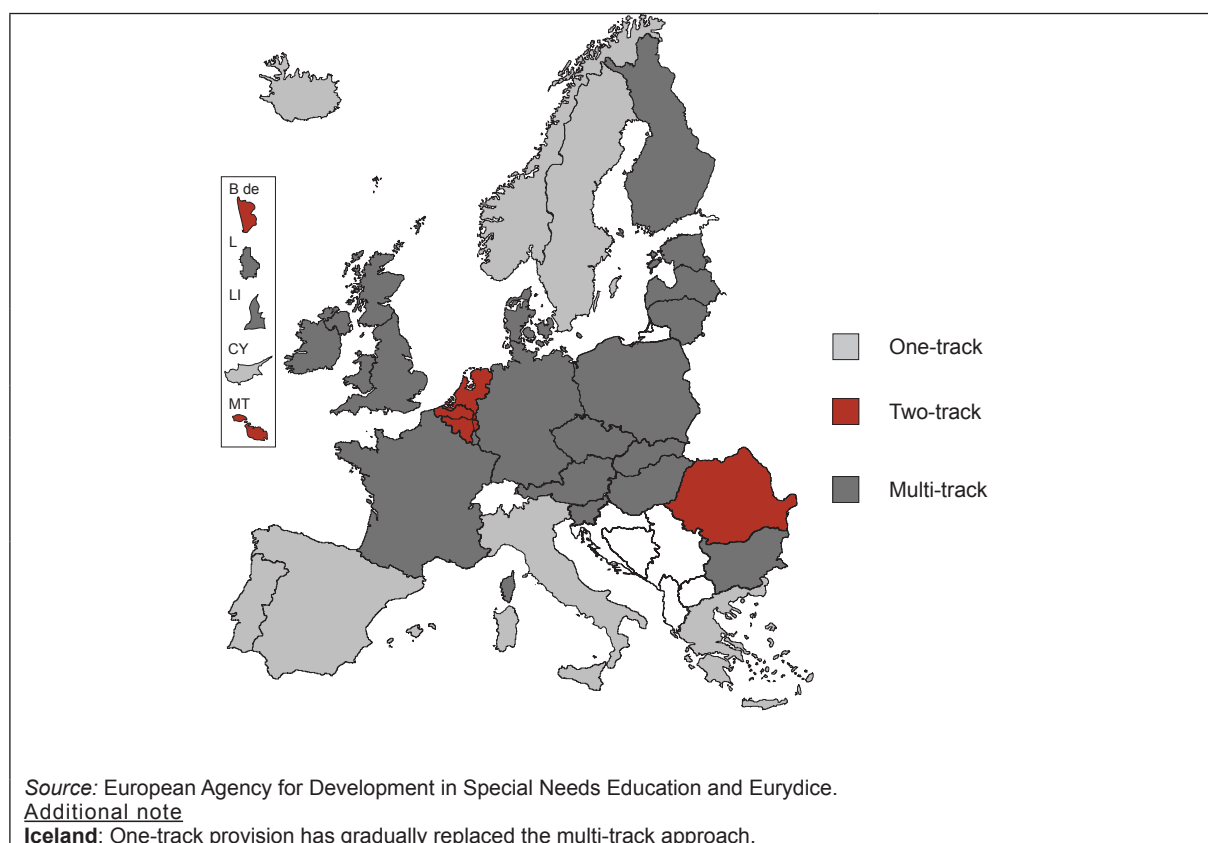 B de
L
LI
CY
MT
One-track
Two-track
Multi-track
Source: European Agency for Development in Special Needs Education and Eurydice.
Additional note
Iceland: One-track provision has gradually replaced the multi-track approach.